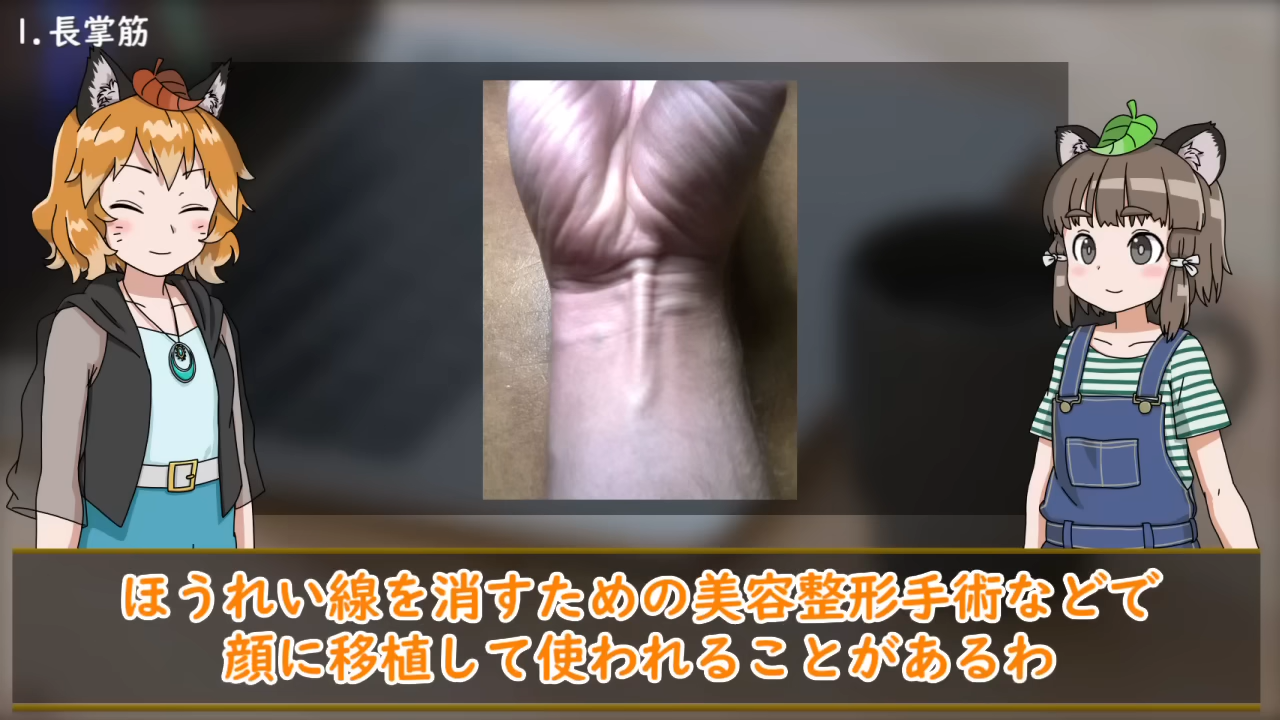 1.長掌筋
ほうれい線を消すための美容整形手術などで
顔に移植して使われることがあるわ